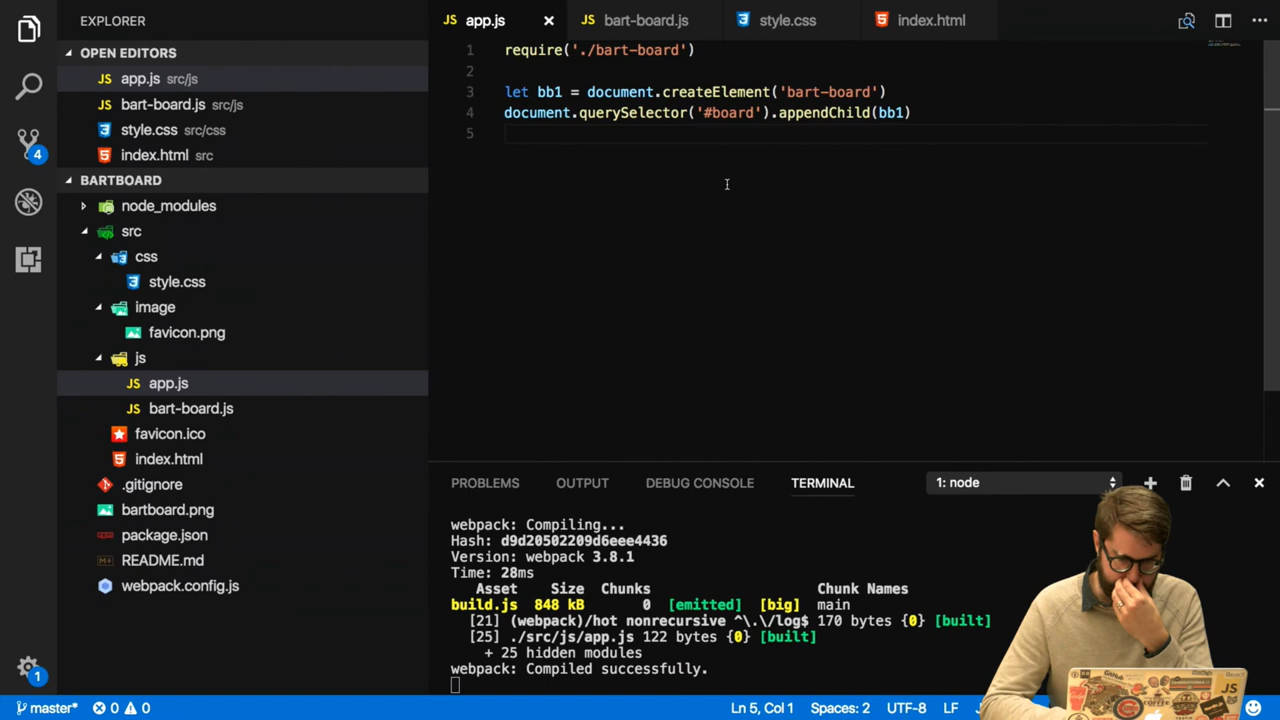 EXPLORER
OPEN EDITORS
JS app.js src/js
JS bart-board.js src/js
style.css src/css
index.html src
BARTBOARD
node_modules
src
css
style.css
image
favicon.png
js
JS app.js
JS bart-board.js
favicon.ico
index.html
.gitignore
bartboard.png
package.json
README.md
webpack.config.js
4
1
JS app.js JS bart-board.js style.css index.html
1 require('./bart-board')
2
3 let bb1 = document.createElement('bart-board')
4 document.querySelector('#board').appendChild(bb1)
5
PROBLEMS OUTPUT DEBUG CONSOLE TERMINAL 1: node
webpack: Compiling...
Hash: d9d20502209d6eee4436
Version: webpack 3.8.1
Time: 28ms
Asset Size Chunks Chunk Names
build.js 848 kB 0 [emitted] [big] main
[21] (webpack)/hot nonrecursive ^\.\/log$ 170 bytes {0} [built]
[25] ./src/js/app.js 122 bytes {0} [built]
+ 25 hidden modules
webpack: Compiled successfully.
master* 0 0 Ln 5, Col 1 Spaces: 2 UTF-8 LF
GitHub
COFFEE
React
JS